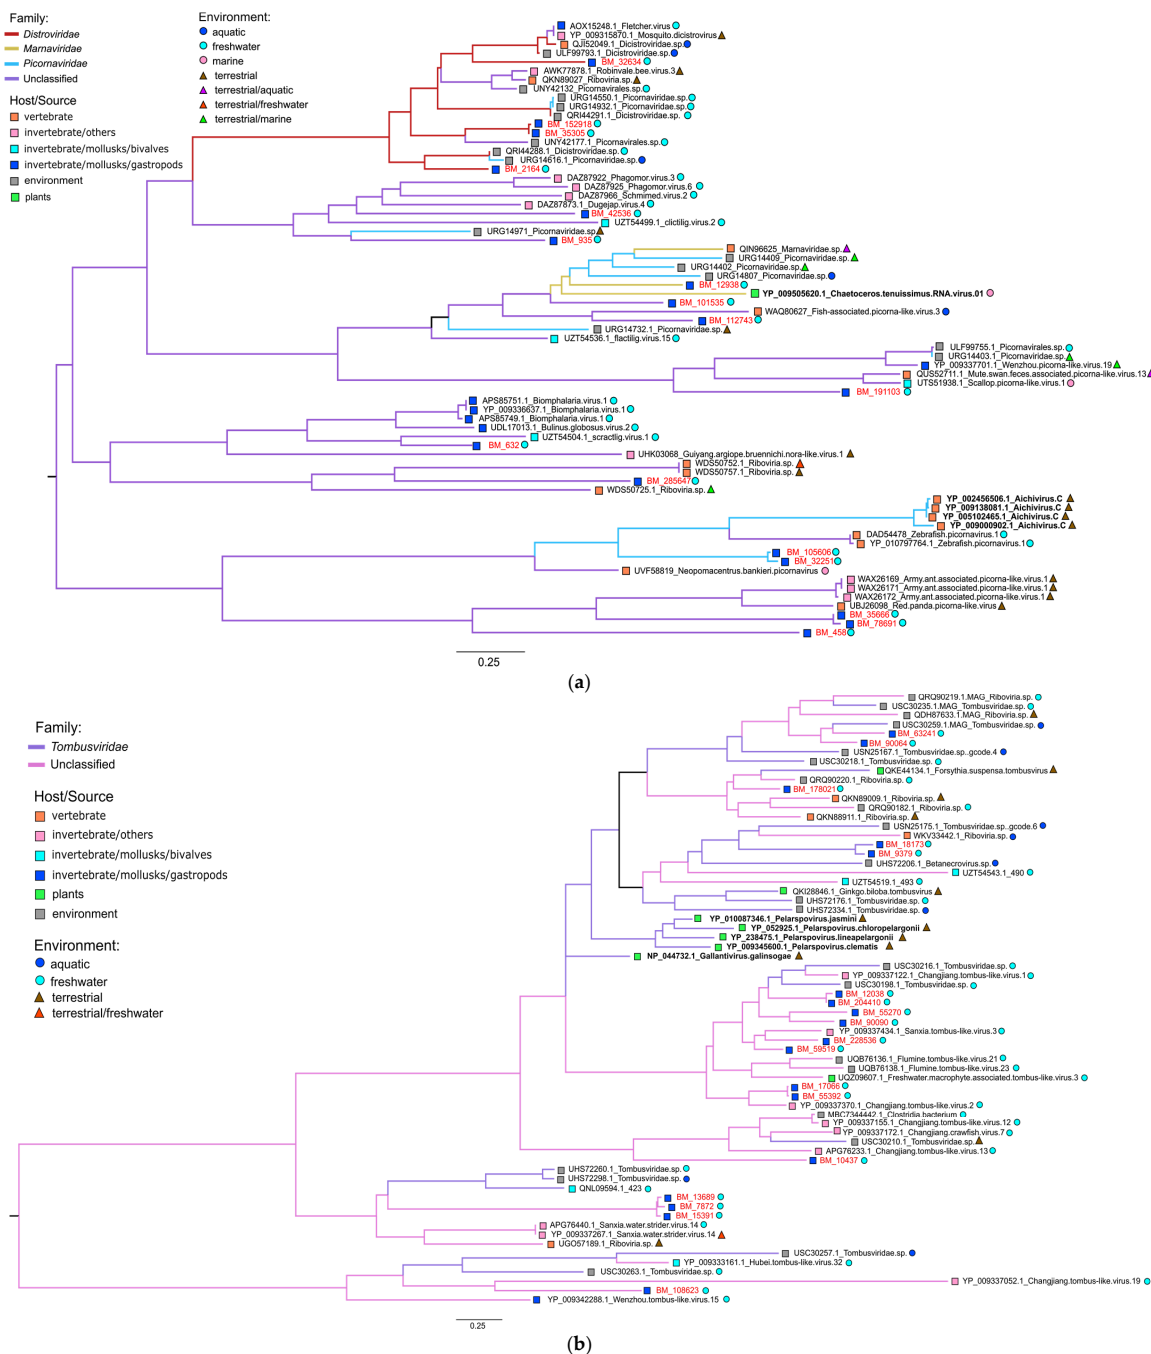 Family:
Distroviridae
Marnaviridae
Picornaviridae
Unclassified
Host/Source
vertebrate
invertebrate/others
invertebrate/mollusks/bivalves
invertebrate/mollusks/gastropods
environment
plants
Environment:
aquatic
freshwater
marine
terrestrial
terrestrial/aquatic
terrestrial/freshwater
terrestrial/marine
AOX15248.1_Fletcher.virus
YP_009315870.1_Mosquito.dicistrovirus
QJI52049.1_Dicistroviridae.sp.
ULF99793.1_Dicistroviridae.sp.
BM_32634
AWK77878.1_Robinvale.bee.virus.3
QKN89027_Riboviria.sp.
UNY42132_Picornavirales.sp.
URG14550.1_Picornaviridae.sp.
URG14932.1_Picornaviridae.sp.
QRI44291.1_Dicistroviridae.sp.
BM_152918
BM_35305
UNY42177.1_Picornavirales.sp.
QRI44288.1_Dicistroviridae.sp.
URG14616.1_Picornaviridae.sp.
BM_2164
DAZ87922_Phagomor.virus.3
DAZ87925_Phagomor.virus.6
DAZ87966_Schmimed.virus.2
DAZ87873.1_Dugejap.virus.4
BM_42536
UZT54499.1_clictilig.virus.2
URG14971_Picornaviridae.sp.
BM_935
QIN96625_Marnaviridae.sp.
URG14409_Picornaviridae.sp.
URG14402_Picornaviridae.sp.
URG14807_Picornaviridae.sp.
BM_12938
YP_009505620.1_Chaetoceros.tenuissimus.RNA.virus.01
BM_101535
WAQ80627_Fish-associated.picorna-like.virus.3
BM_112743
URG14732.1_Picornaviridae.sp.
UZT54536.1_flactilig.virus.15
ULF99755.1_Picornavirales.sp.
URG14403.1_Picornaviridae.sp.
YP_009337701.1_Wenzhou.picorna-like.virus.19
QUS52711.1_Mute.swan.feces.associated.picorna-like.virus.13
UTS51938.1_Scallop.picorna-like.virus.1
BM_191103
APS85751.1_Biomphalaria.virus.1
YP_009336637.1_Biomphalaria.virus.1
APS85749.1_Biomphalaria.virus.1
UDL17013.1_Bulinus.globosus.virus.2
UZT54504.1_scractlig.virus.1
BM_632
UHK03068_Guiyang.argiope.bruennichi.nora-like.virus.1
WDS50752.1_Riboviria.sp.
WDS50757.1_Riboviria.sp.
BM_285647
WDS50725.1_Riboviria.sp.
YP_002456506.1_Aichivirus.C
YP_009138081.1_Aichivirus.C
YP_005102465.1_Aichivirus.C
YP_009000902.1_Aichivirus.C
DAD54478_Zebrafish.picornavirus.1
YP_010797764.1_Zebrafish.picornavirus.1
BM_105606
BM_32251
UVF58819_Neopomacentrus.bankieri.picornavirus
WAX26169_Army.ant.associated.picorna-like.virus.1
WAX26171_Army.ant.associated.picorna-like.virus.1
WAX26172_Army.ant.associated.picorna-like.virus.1
UBJ26098_Red.panda.picorna-like.virus
BM_35666
BM_78691
BM_458
0.25
(a)
Family:
Tombusviridae
Unclassified
Host/Source
vertebrate
invertebrate/others
invertebrate/mollusks/bivalves
invertebrate/mollusks/gastropods
plants
environment
Environment:
aquatic
freshwater
terrestrial
terrestrial/freshwater
QRQ90219.1.MAG_Riboviria.sp.
USC30235.1.MAG_Tombusviridae.sp.
QDH87633.1.MAG_Riboviria.sp.
USC30259.1.MAG_Tombusviridae.sp.
BM_63241
BM_90064
USN25167.1_Tombusviridae.sp..gcode.4
USC30218.1_Tombusviridae.sp.
QKE44134.1_Forsythia.suspensa.tombusvirus
QRQ90220.1_Riboviria.sp.
BM_178021
QKN89009.1_Riboviria.sp.
QRQ90182.1_Riboviria.sp.
QKN88911.1_Riboviria.sp.
USN25175.1_Tombusviridae.sp..gcode.6
WKV33442.1_Riboviria.sp.
BM_18173
BM_9379
UHS72206.1_Betanecrovirus.sp.
UZT54543.1_490
UZT54519.1_493
QKI28846.1_Ginkgo.biloba.tombusvirus
UHS72176.1_Tombusviridae.sp.
UHS72334.1_Tombusviridae.sp.
YP_010087346.1_Pelarspovirus.jasmini
YP_052925.1_Pelarspovirus.chloropelargonii
YP_238475.1_Pelarspovirus.lineapelargonii
YP_009345600.1_Pelarspovirus.clematis
NP_044732.1_Gallantivirus.galinsogae
USC30216.1_Tombusviridae.sp.
YP_009337122.1_Changjiang.tombus-like.virus.1
USC30198.1_Tombusviridae.sp.
BM_12038
BM_204410
BM_55270
BM_90090
YP_009337434.1_Sanxia.tombus-like.virus.3
BM_228536
BM_59519
UQB76136.1_Flumine.tombus-like.virus.21
UQB76138.1_Flumine.tombus-like.virus.23
UQZ09607.1_Freshwater.macrophyte.associated.tombus-like.virus.3
BM_17066
BM_55392
YP_009337370.1_Changjiang.tombus-like.virus.2
MBC7344442.1_Clostridia.bacterium
YP_009337155.1_Changjiang.tombus-like.virus.12
YP_009337172.1_Changjiang.crawfish.virus.7
USC30210.1_Tombusviridae.sp.
APG76233.1_Changjiang.tombus-like.virus.13
BM_10437
UHS72260.1_Tombusviridae.sp.
UHS72298.1_Tombusviridae.sp.
QNL09594.1_423
BM_13689
BM_7872
BM_15391
APG76440.1_Sanxia.water.strider.virus.14
YP_009337267.1_Sanxia.water.strider.virus.14
UGO57189.1_Riboviria.sp.
USC30257.1_Tombusviridae.sp.
YP_009333161.1_Hubei.tombus-like.virus.32
USC30263.1_Tombusviridae.sp.
YP_009337052.1_Changjiang.tombus-like.virus.19
BM_108623
YP_009342288.1_Wenzhou.tombus-like.virus.15
0.25
(b)